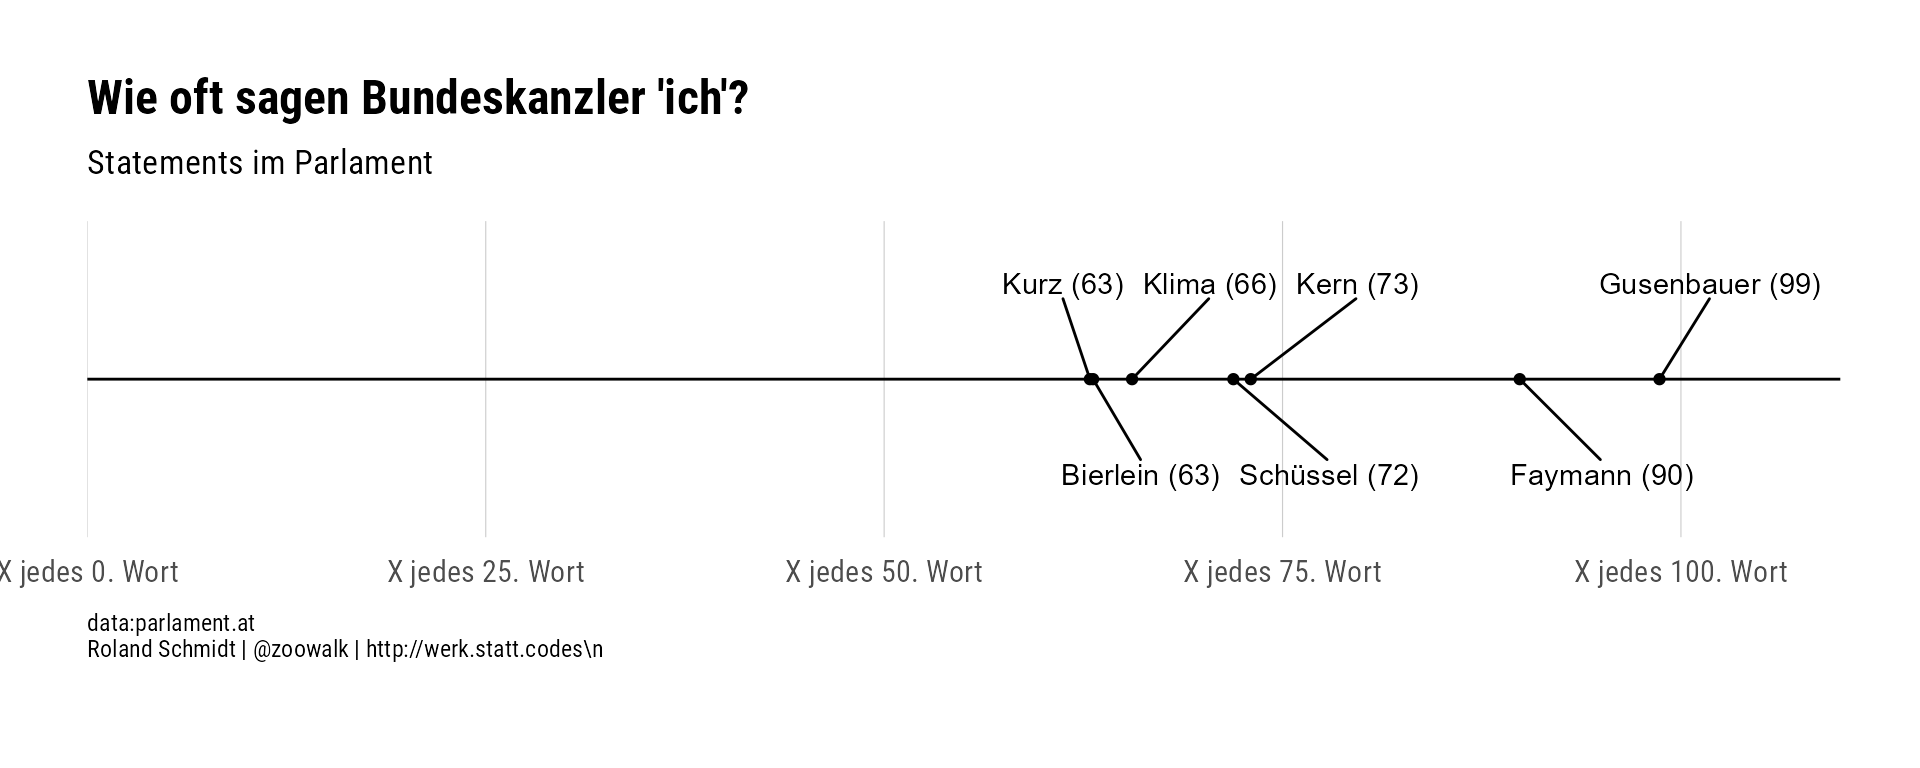 Wie oft sagen Bundeskanzler 'ich'?
Statements im Parlament
Kurz (63) Klima (66) Kern (73) Gusenbauer (99)
Bierlein (63) Schüssel (72) Faymann (90)
X jedes 0. Wort X jedes 25. Wort X jedes 50. Wort X jedes 75. Wort X jedes 100. Wort
data:parlament.at
Roland Schmidt | @zoowalk | http://werk.statt.codes\n